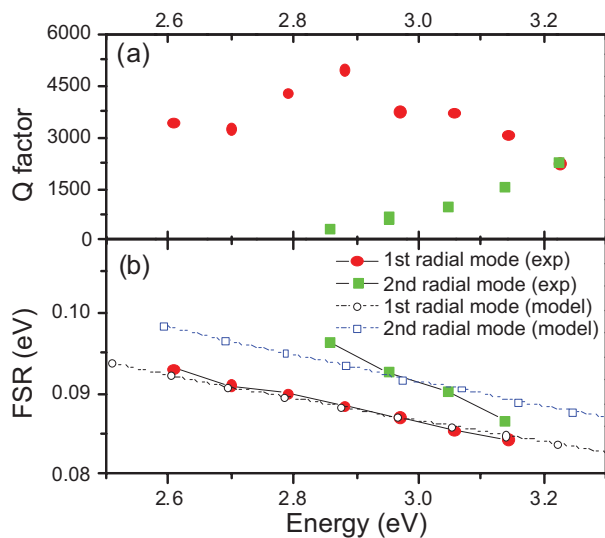 2.6 2.8 3.0 3.2
6000
(a)
4500
3000
1500
0
Q factor
(b)
1st radial mode (exp)
2nd radial mode (exp)
1st radial mode (model)
2nd radial mode (model)
0.10
0.09
0.08
FSR (eV)
2.6 2.8 3.0 3.2
Energy (eV)